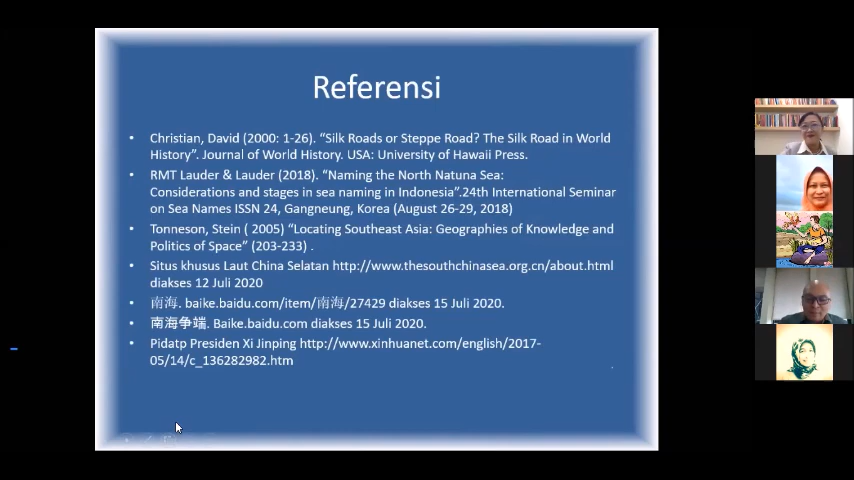 Referensi
• Christian, David (2000: 1-26). “Silk Roads or Steppe Road? The Silk Road in World
History”. Journal of World History. USA: University of Hawaii Press.
• RMT Lauder & Lauder (2018). “Naming the North Natuna Sea:
Considerations and stages in sea naming in Indonesia”.24th International Seminar
on Sea Names ISSN 24, Gangneung, Korea (August 26-29, 2018)
• Tonneson, Stein ( 2005) “Locating Southeast Asia: Geographies of Knowledge and
Politics of Space” (203-233) .
• Situs khusus Laut China Selatan http://www.thesouthchinasea.org.cn/about.html
diakses 12 Juli 2020
• 南海. baike.baidu.com/item/南海/27429 diakses 15 Juli 2020.
• 南海争端. Baike.baidu.com diakses 15 Juli 2020.
• Pidatp Presiden Xi Jinping http://www.xinhuanet.com/english/2017-
05/14/c_136282982.htm